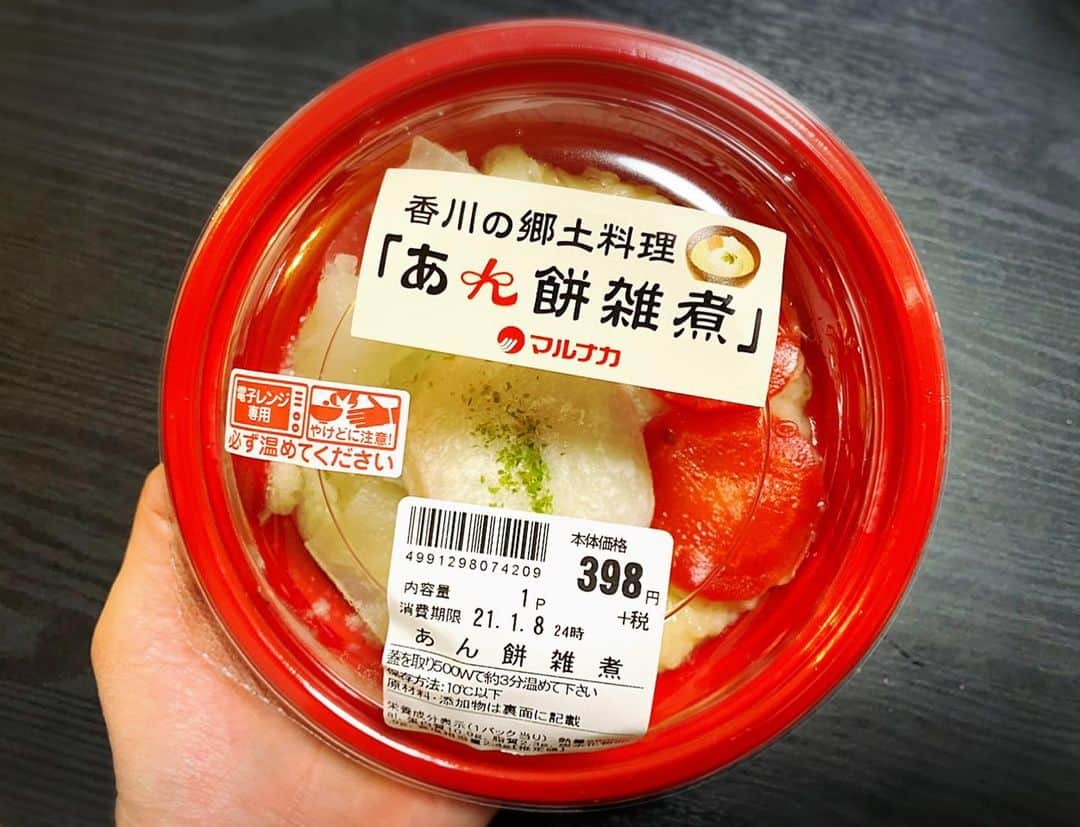 香川の郷土料理
「あん餅雑煮」
マルナカ
電子レンジ
専用
やけどに注意!
必ず温めてください
4991298074209
本体価格
398円
+税
内容量 1P
消費期限 21.1.8 24時
あん餅雑煮
蓋を取り500Wで約3分温めて下さい
保存方法:10℃以下
原材料・添加物は裏面に記載
栄養成分表示(1パック当り) 熱量